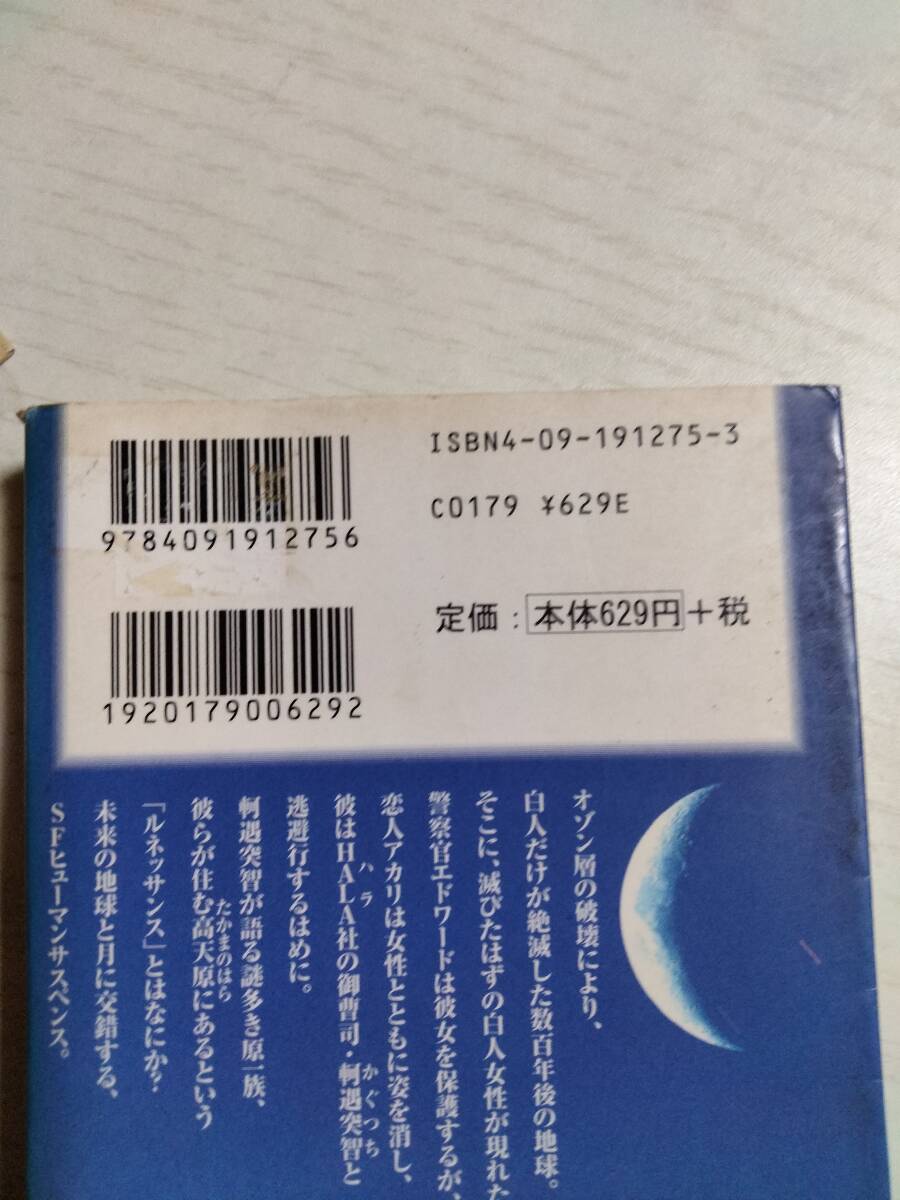 9784091912756
1920179006292
ISBN4-09-191275-3
C0179 ¥629E
定価:本体629円+税
オゾン層の破壊により、
白人だけが絶滅した数百年後の地球。
そこに、滅びたはずの白人女性が現れた
警察官エドワードは彼女を保護するが、
恋人アカリは女性とともに姿を消し、
彼はHALA社の御曹司・軻遇突智と
ハラ
かぐつち
逃避行するはめに。
軻遇突智が語る謎多き原一族、
彼らが住む高天原にあるという
たかまのはら
「ルネッサンス」とはなにか?
未来の地球と月に交錯する、
SFヒューマンサスペンス。